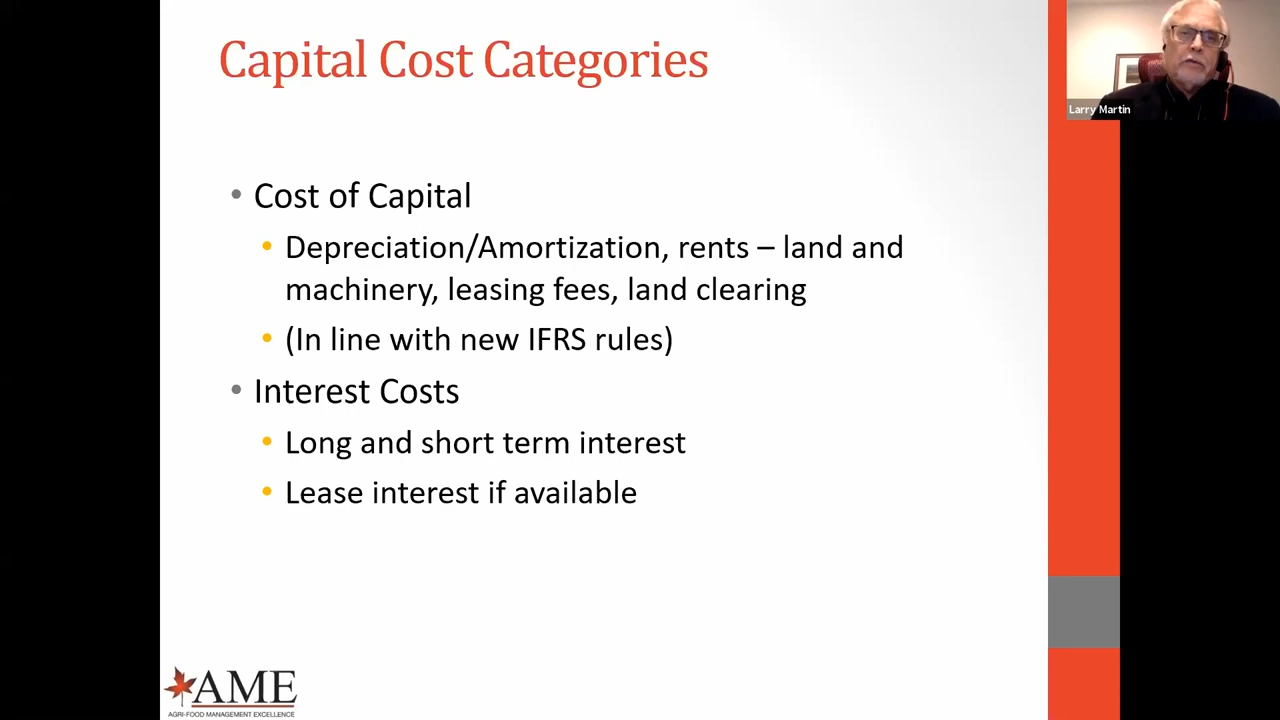 Capital Cost Categories
Larry Martin
• Cost of Capital
• Depreciation/Amortization, rents – land and
machinery, leasing fees, land clearing
• (In line with new IFRS rules)
• Interest Costs
• Long and short term interest
• Lease interest if available
AME
AGRI-FOOD MANAGEMENT EXCELLENCE